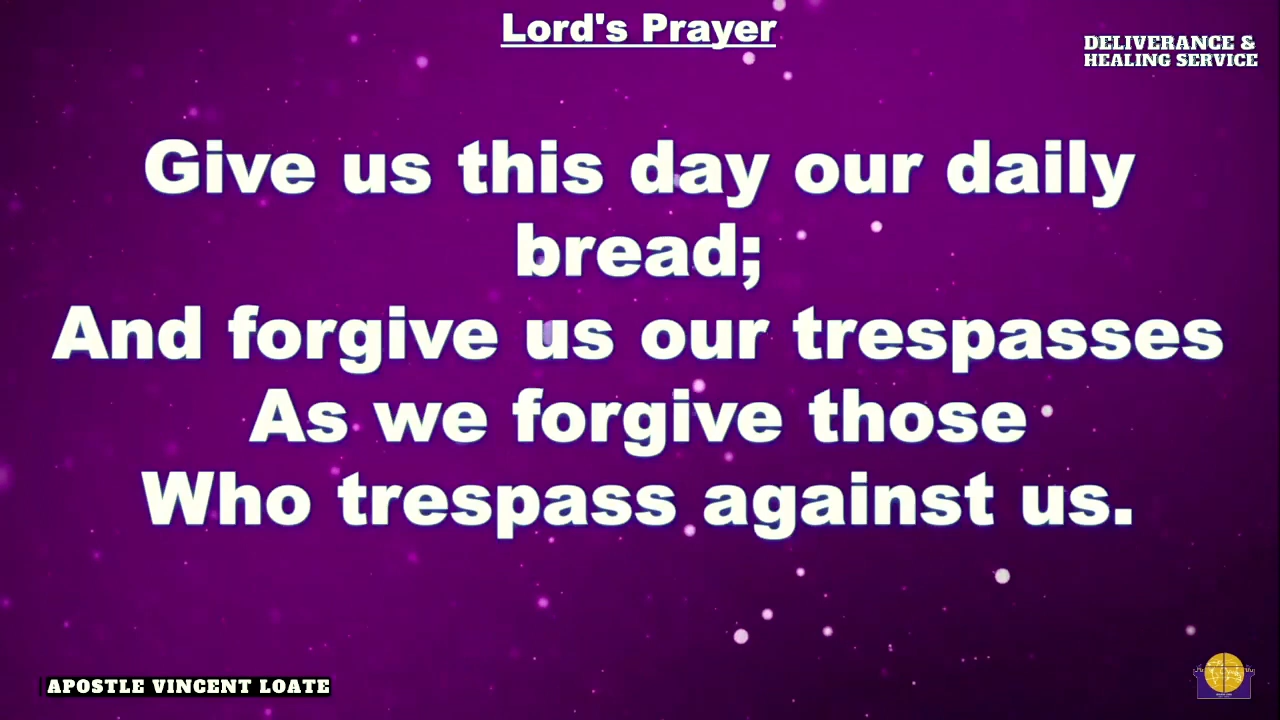 Lord's Prayer
DELIVERANCE &
HEALING SERVICE
Give us this day our daily
bread;
And forgive us our trespasses
As we forgive those
Who trespass against us.
APOSTLE VINCENT LOATE